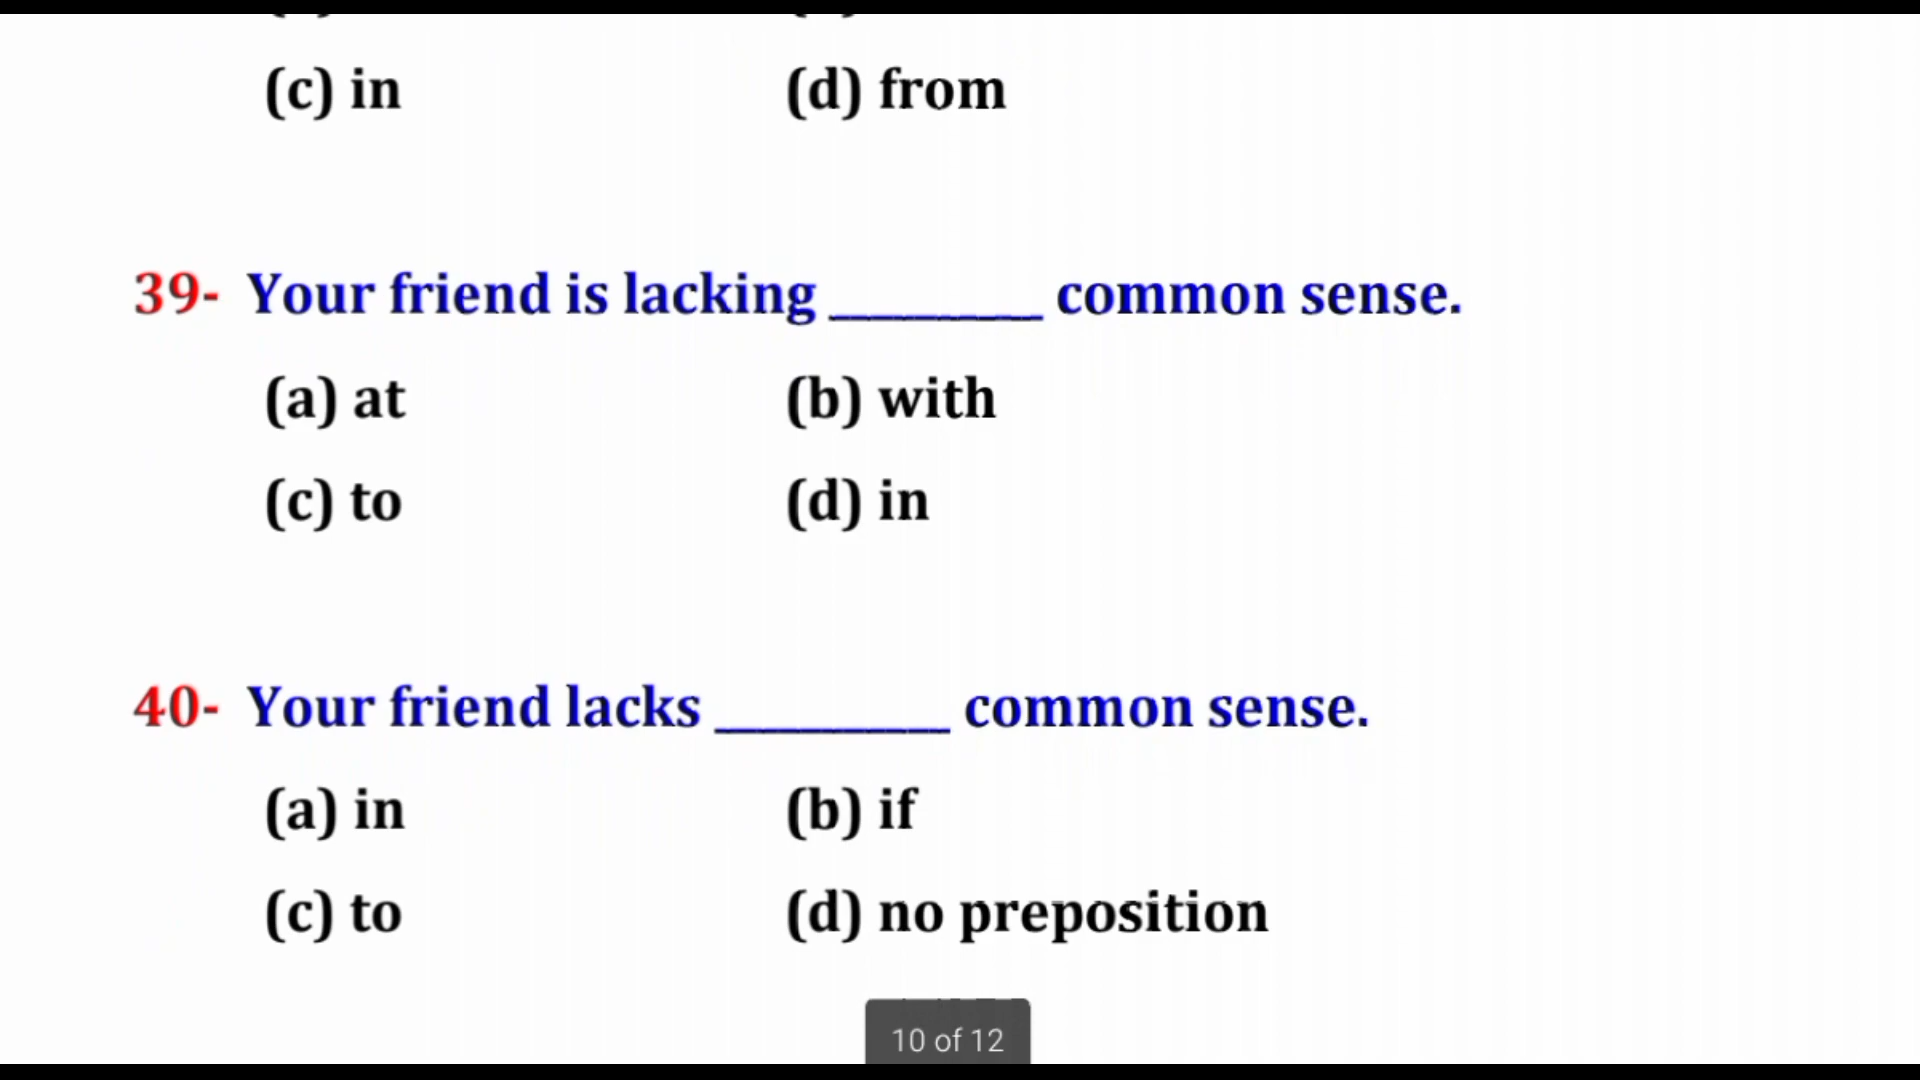 (c) in (d) from
39- Your friend is lacking ________ common sense.
(a) at (b) with
(c) to (d) in
40- Your friend lacks _________ common sense.
(a) in (b) if
(c) to (d) no preposition
10 of 12